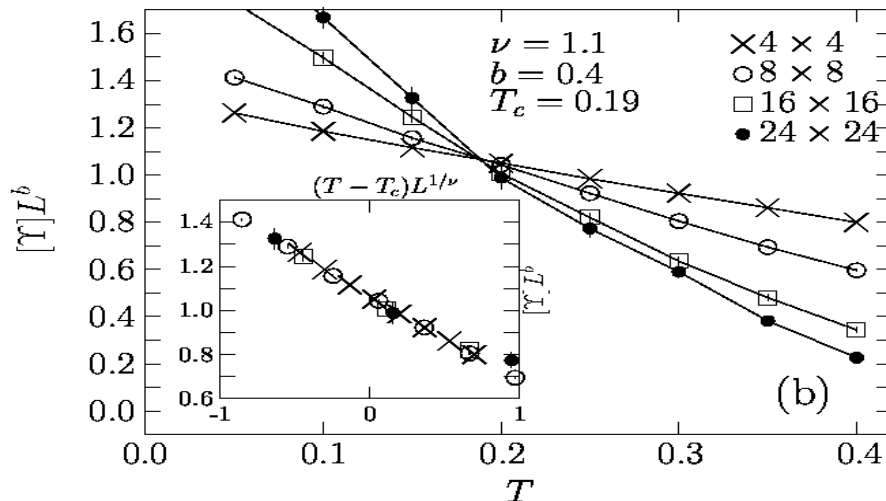 1.6
1.4
1.2
1.0
0.8
0.6
0.4
0.2
0.0
[ϒ]L^b
ν = 1.1
b = 0.4
T_c = 0.19
4 × 4
8 × 8
16 × 16
24 × 24
(T − T_c)L^{1/ν}
1.4
1.2
1.0
0.8
0.6
[ϒ]L^b
-1
0
1
(b)
0.0
0.1
0.2
0.3
0.4
T